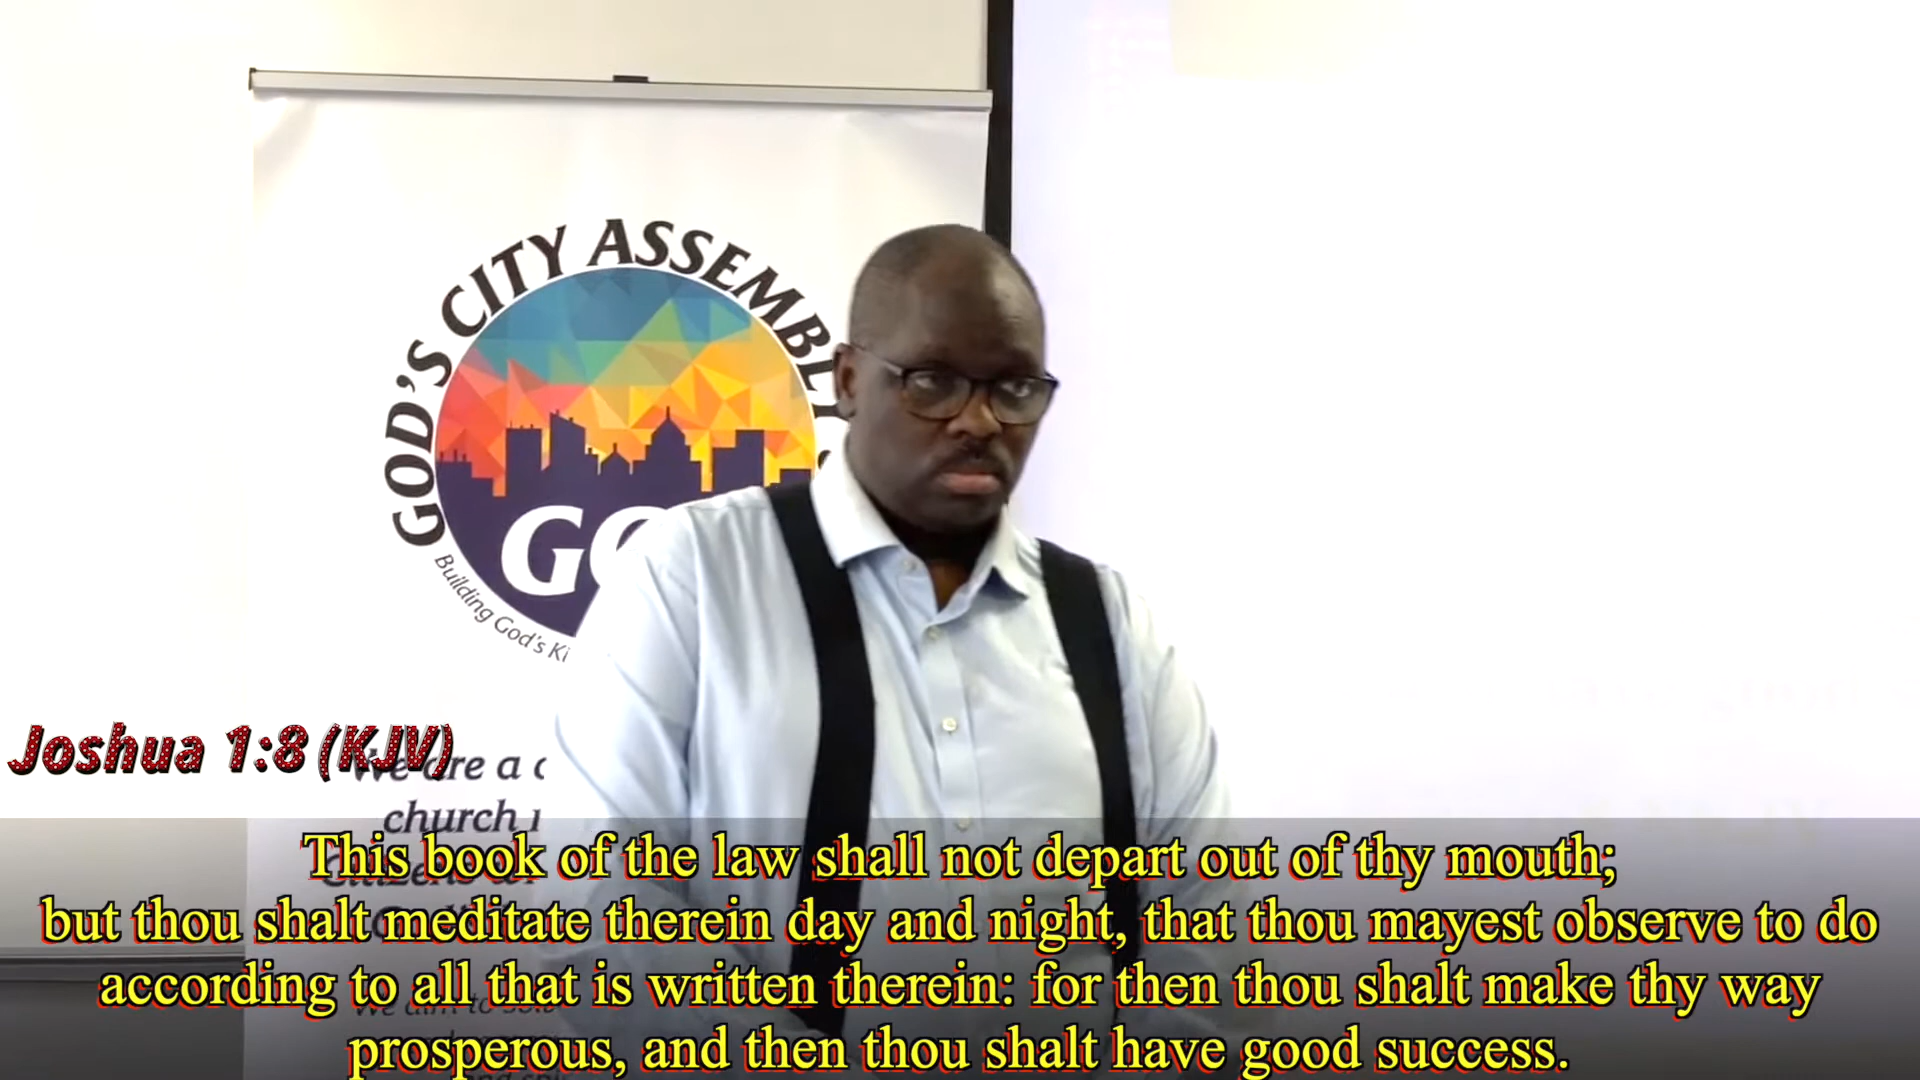 GOD'S CITY ASSEMBLY
Building God's Ki
Joshua 1:8 (KJV)
We are a c
church
This book of the law shall not depart out of thy mouth;
but thou shalt meditate therein day and night, that thou mayest observe to do
according to all that is written therein: for then thou shalt make thy way
prosperous, and then thou shalt have good success.